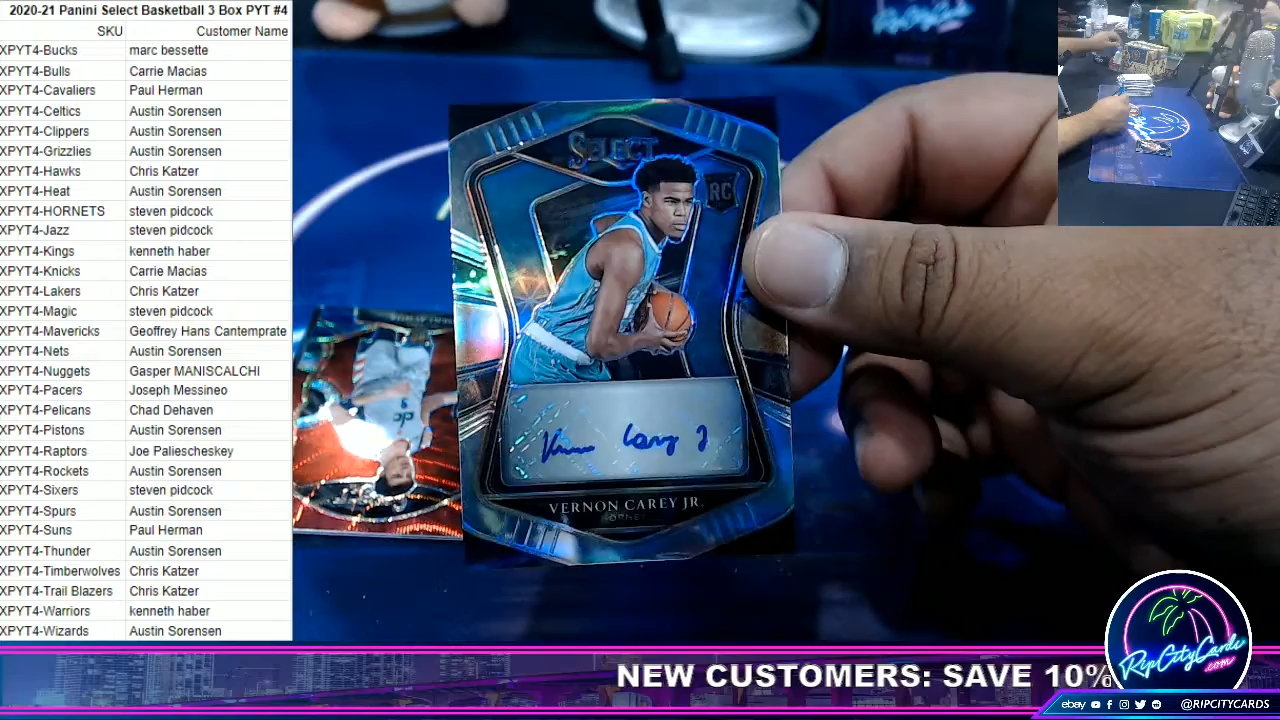 2020-21 Panini Select Basketball 3 Box PYT #4
SKU Customer Name
XPYT4-Bucks marc bessette
XPYT4-Bulls Carrie Macias
XPYT4-Cavaliers Paul Herman
XPYT4-Celtics Austin Sorensen
XPYT4-Clippers Austin Sorensen
XPYT4-Grizzlies Austin Sorensen
XPYT4-Hawks Chris Katzer
XPYT4-Heat Austin Sorensen
XPYT4-HORNETS steven pidcock
XPYT4-Jazz steven pidcock
XPYT4-Kings kenneth haber
XPYT4-Knicks Carrie Macias
XPYT4-Lakers Chris Katzer
XPYT4-Magic steven pidcock
XPYT4-Mavericks Geoffrey Hans Cantemprate
XPYT4-Nets Austin Sorensen
XPYT4-Nuggets Gasper MANISCALCHI
XPYT4-Pacers Joseph Messineo
XPYT4-Pelicans Chad Dehaven
XPYT4-Pistons Austin Sorensen
XPYT4-Raptors Joe Paliescheskey
XPYT4-Rockets Austin Sorensen
XPYT4-Sixers steven pidcock
XPYT4-Spurs Austin Sorensen
XPYT4-Suns Paul Herman
XPYT4-Thunder Austin Sorensen
XPYT4-Timberwolves Chris Katzer
XPYT4-Trail Blazers Chris Katzer
XPYT4-Warriors kenneth haber
XPYT4-Wizards Austin Sorensen
SELECT
RC
VERNON CAREY JR.
NEW CUSTOMERS: SAVE 10%
RipCityCards
.com
ebay @RIPCITYCARDS